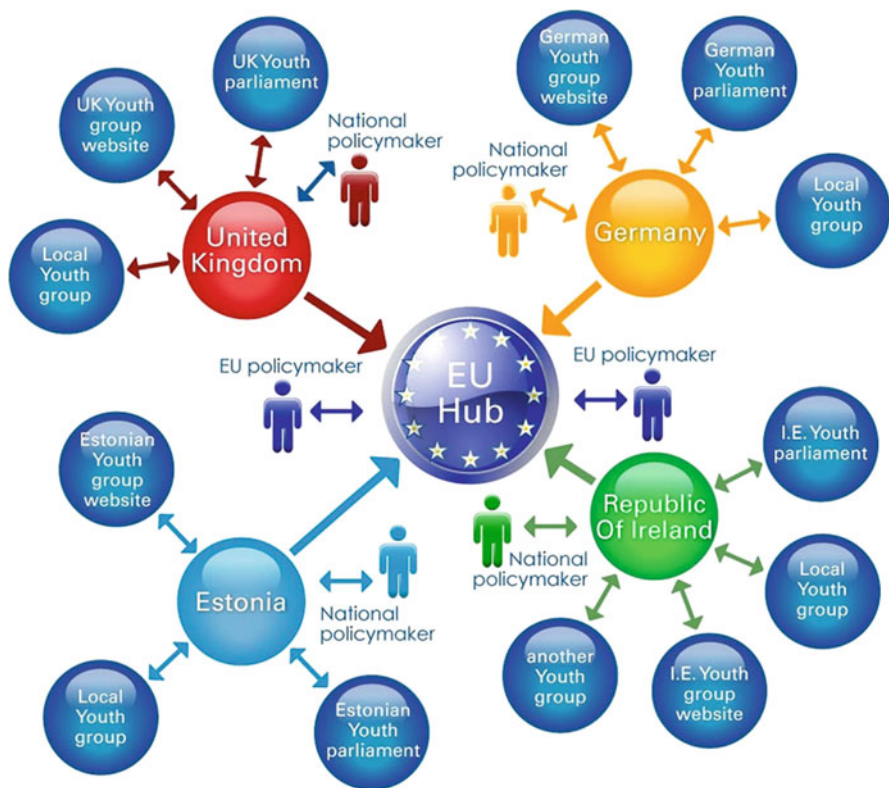 UK Youth
parliament
UK Youth
group
website
National
policymaker
Local
Youth
group
United
Kingdom
German
Youth
group
website
German
Youth
parliament
National
policymaker
Local
Youth
group
Germany
EU policymaker
EU
Hub
EU policymaker
Estonian
Youth
group
website
Estonia
National
policymaker
Local
Youth
group
Estonian
Youth
parliament
I.E. Youth
parliament
Republic
Of Ireland
National
policymaker
Local
Youth
group
another
Youth
group
I.E. Youth
group
website